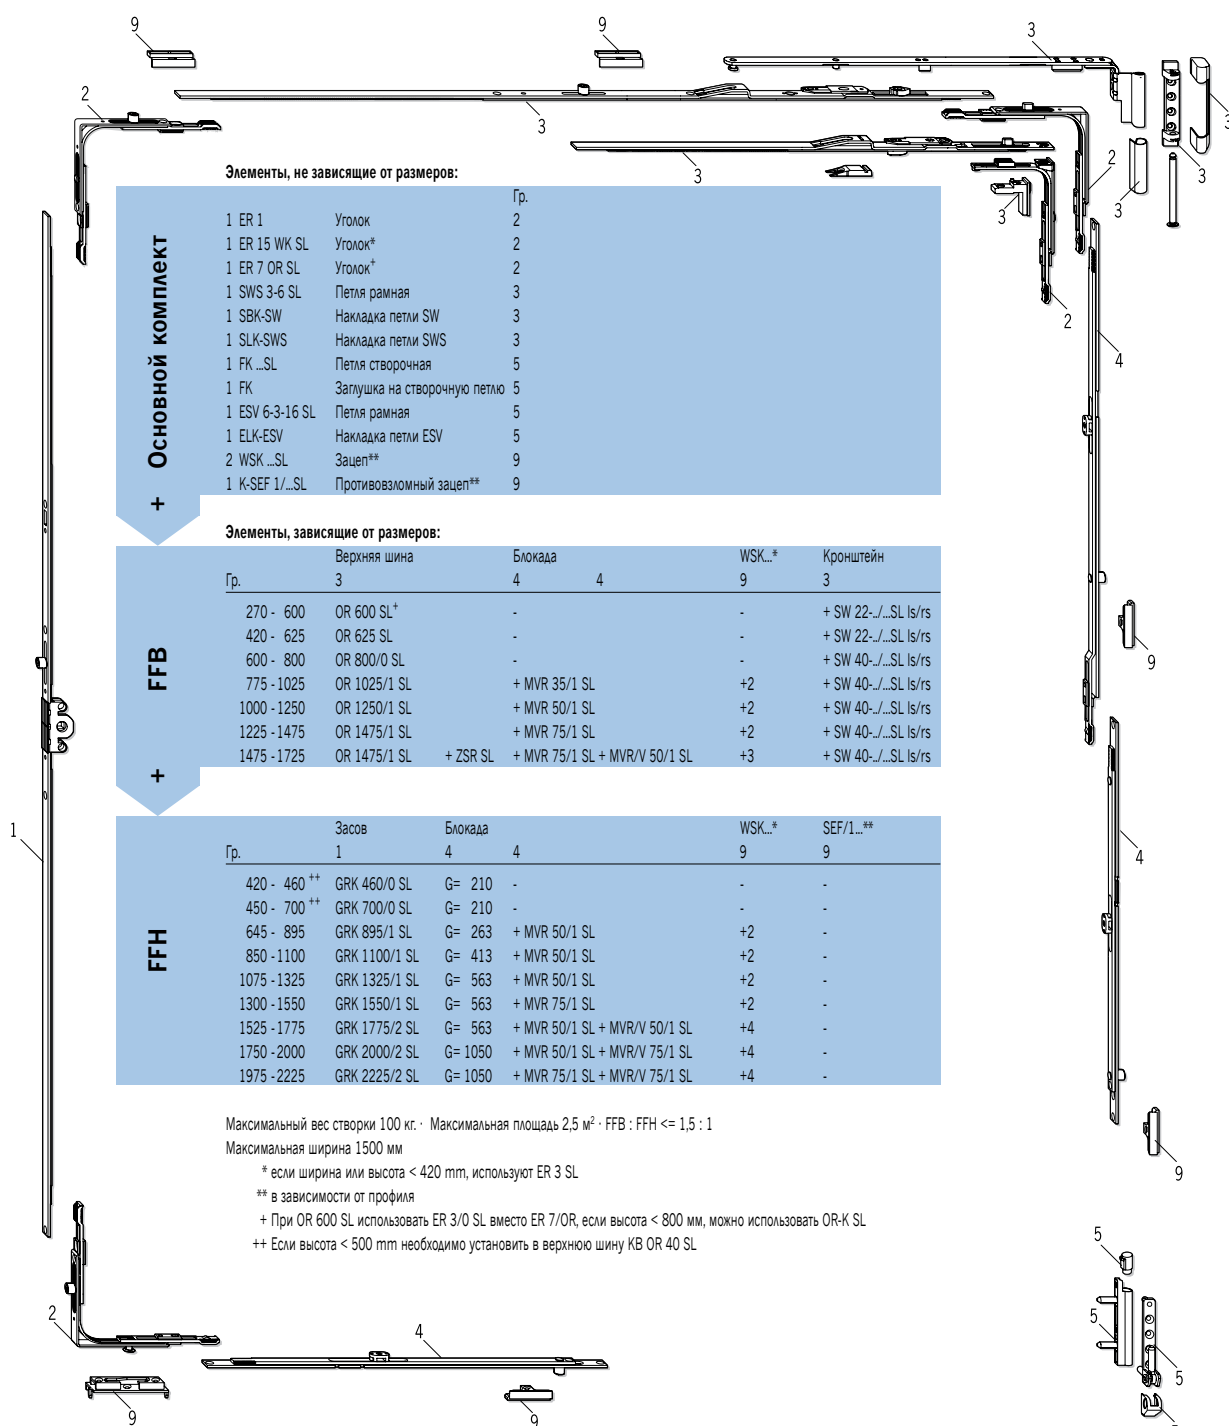 9
9
3
2
3
3
3
3
2
3
3
2
4
Элементы, не зависящие от размеров:
Основной комплект
+
Гр.
1 ER 1 Уголок 2
1 ER 15 WK SL Уголок* 2
1 ER 7 OR SL Уголок+ 2
1 SWS 3-6 SL Петля рамная 3
1 SBK-SW Накладка петли SW 3
1 SLK-SWS Накладка петли SWS 3
1 FK ...SL Петля створочная 5
1 FK Заглушка на створочную петлю 5
1 ESV 6-3-16 SL Петля рамная 5
1 ELK-ESV Накладка петли ESV 5
2 WSK ...SL Зацеп** 9
1 K-SEF 1/...SL Противовзломный зацеп** 9
Элементы, зависящие от размеров:
FFB
+
Верхняя шина Блокада WSK...* Кронштейн
Гр. 3 4 4 9 3
270 - 600 OR 600 SL+ - - + SW 22-../...SL ls/rs
420 - 625 OR 625 SL - - + SW 22-../...SL ls/rs
600 - 800 OR 800/0 SL - - + SW 40-../...SL ls/rs
775 -1025 OR 1025/1 SL + MVR 35/1 SL +2 + SW 40-../...SL ls/rs
1000 -1250 OR 1250/1 SL + MVR 50/1 SL +2 + SW 40-../...SL ls/rs
1225 -1475 OR 1475/1 SL + MVR 75/1 SL +2 + SW 40-../...SL ls/rs
1475 -1725 OR 1475/1 SL + ZSR SL + MVR 75/1 SL + MVR/V 50/1 SL +3 + SW 40-../...SL ls/rs
9
1
4
FFH
Засов Блокада WSK...* SEF/1...**
Гр. 1 4 4 9 9
420 - 460 ++ GRK 460/0 SL G= 210 - - -
450 - 700 ++ GRK 700/0 SL G= 210 - - -
645 - 895 GRK 895/1 SL G= 263 + MVR 50/1 SL +2 -
850 -1100 GRK 1100/1 SL G= 413 + MVR 50/1 SL +2 -
1075 -1325 GRK 1325/1 SL G= 563 + MVR 50/1 SL +2 -
1300 -1550 GRK 1550/1 SL G= 563 + MVR 75/1 SL +2 -
1525 -1775 GRK 1775/2 SL G= 563 + MVR 50/1 SL + MVR/V 50/1 SL +4 -
1750 -2000 GRK 2000/2 SL G= 1050 + MVR 50/1 SL + MVR/V 75/1 SL +4 -
1975 -2225 GRK 2225/2 SL G= 1050 + MVR 75/1 SL + MVR/V 75/1 SL +4 -
Максимальный вес створки 100 кг. · Максимальная площадь 2,5 м² · FFB : FFH <= 1,5 : 1
Максимальная ширина 1500 мм
* если ширина или высота < 420 mm, используют ER 3 SL
** в зависимости от профиля
+ При OR 600 SL использовать ER 3/0 SL вместо ER 7/OR, если высота < 800 мм, можно использовать OR-K SL
++ Если высота < 500 mm необходимо установить в верхнюю шину KB OR 40 SL
9
5
2
4
5
5
9
9